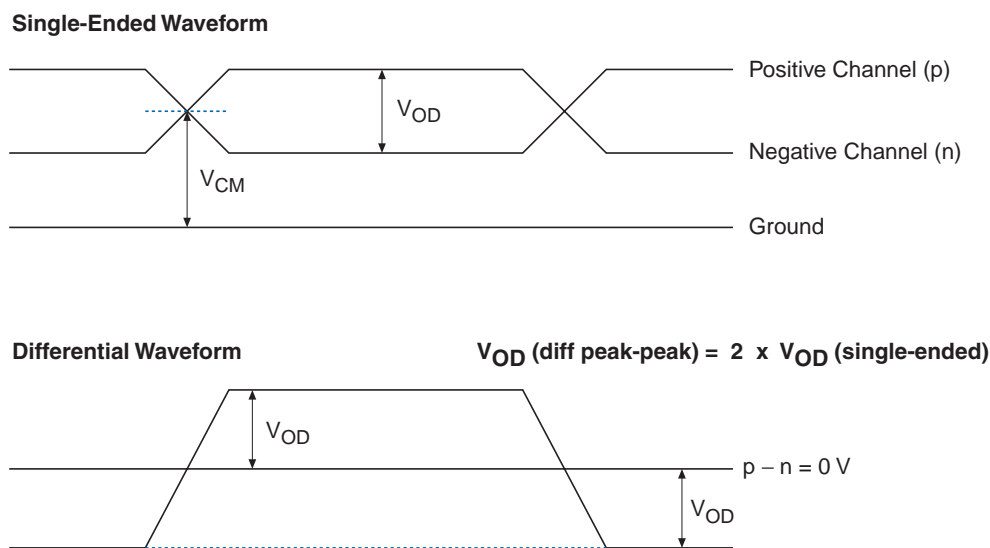 Single-Ended Waveform
Positive Channel (p)
VOD
Negative Channel (n)
VCM
Ground
Differential Waveform
VOD (diff peak-peak) = 2 x VOD (single-ended)
VOD
p – n = 0 V
VOD